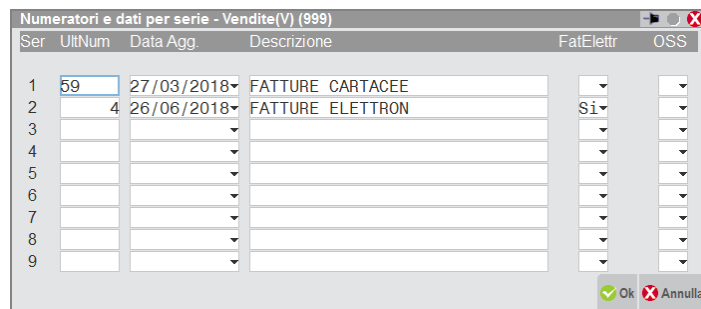 Numeratori e dati per serie - Vendite(V) (999)
Ser UltNum Data Agg. Descrizione FatElettr OSS
1 59 27/03/2018 FATTURE CARTACEE
2 4 26/06/2018 FATTURE ELETTRON Si
3
4
5
6
7
8
9
Ok Annulla